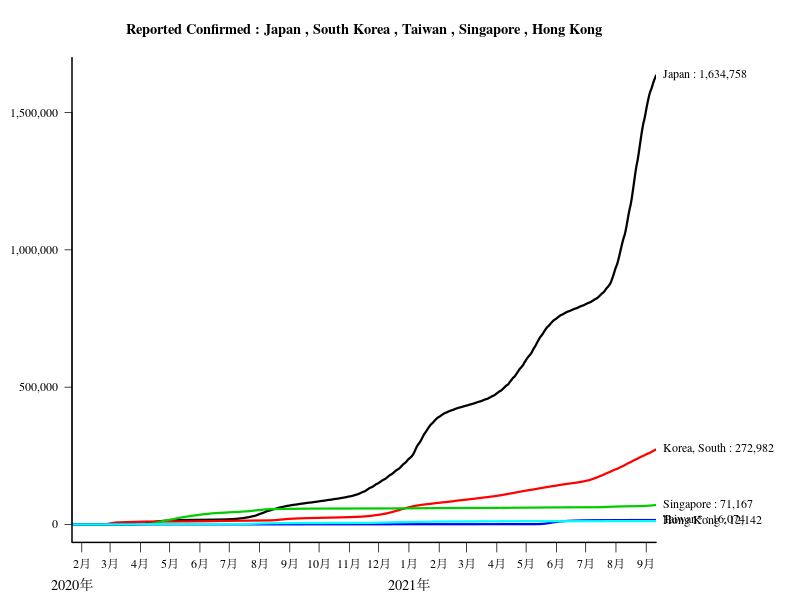 Reported Confirmed : Japan , South Korea , Taiwan , Singapore , Hong Kong
Japan : 1,634,758
1,500,000
1,000,000
500,000
Korea, South : 272,982
Singapore : 71,167
Hong Kong : 12,142
0
2月 3月 4月 5月 6月 7月 8月 9月 10月 11月 12月 1月 2月 3月 4月 5月 6月 7月 8月 9月
2020年 2021年